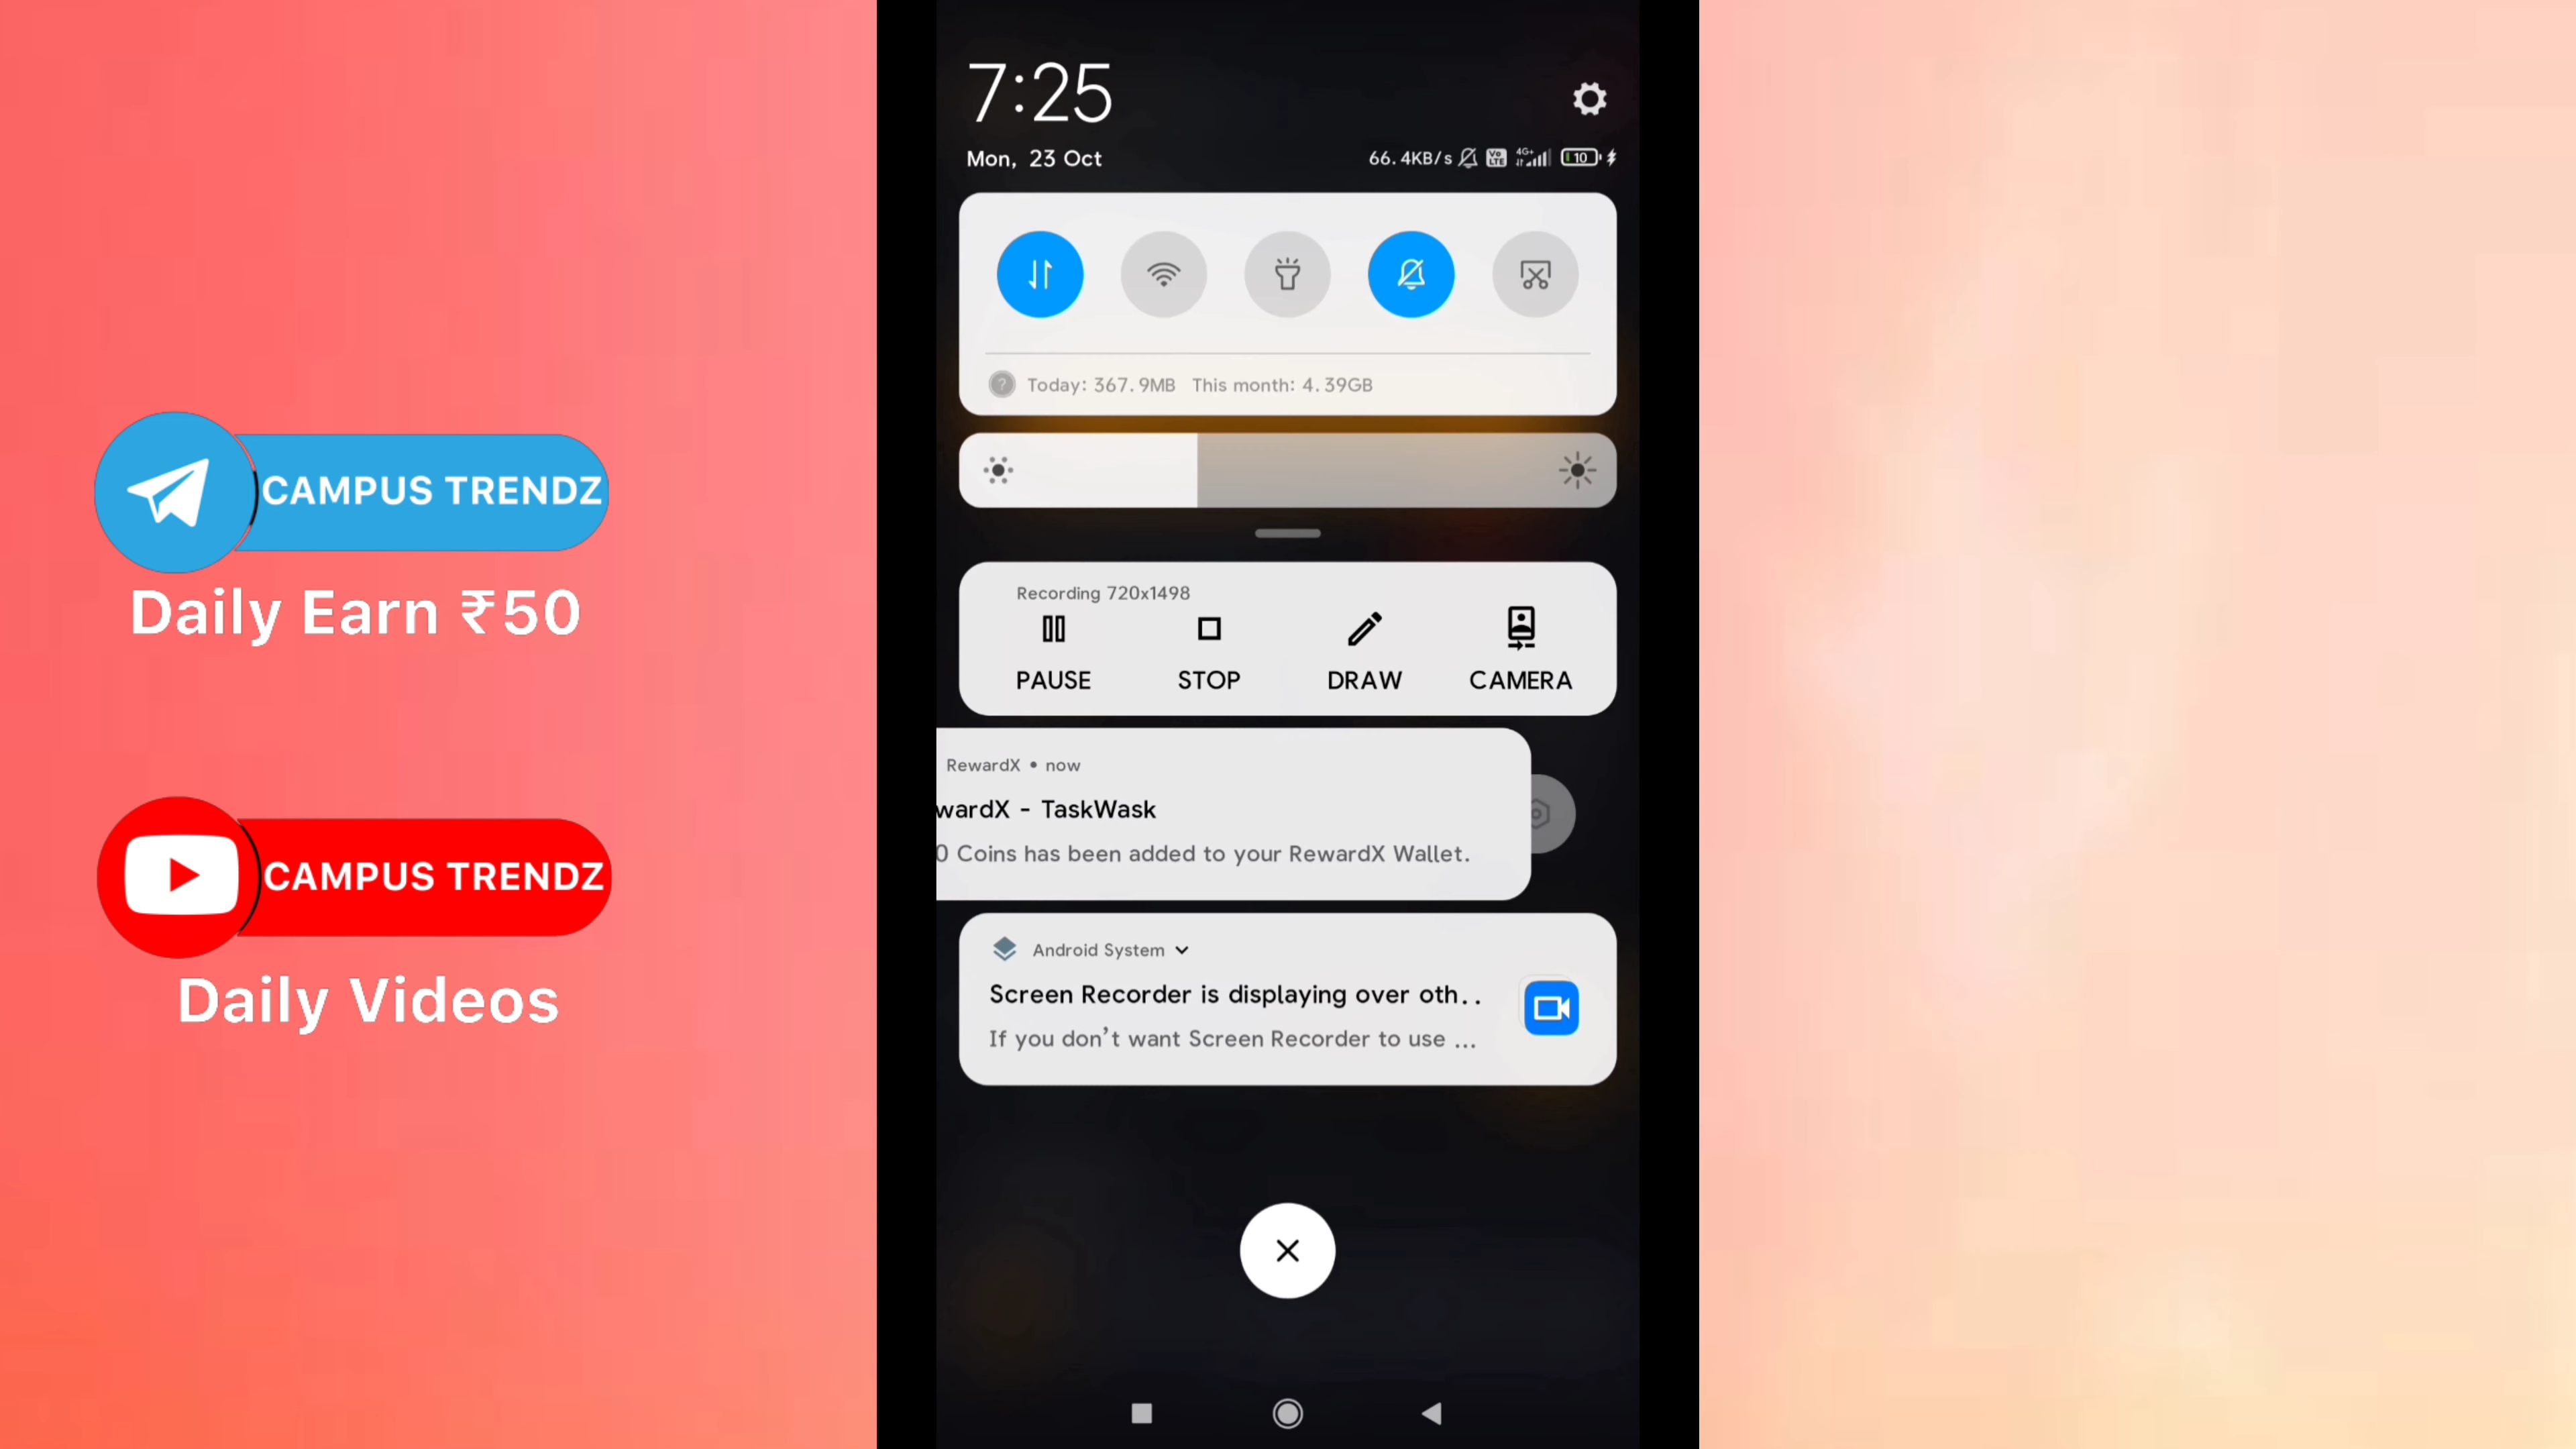 CAMPUS TRENDZ
Daily Earn ₹50
CAMPUS TRENDZ
Daily Videos
7:25
Mon, 23 Oct
66.4KB/s
VoLTE
4G+
10
Today: 367.9MB This month: 4.39GB
Recording 720x1498
PAUSE STOP DRAW CAMERA
RewardX • now
wardX - TaskWask
0 Coins has been added to your RewardX Wallet.
Android System
Screen Recorder is displaying over oth..
If you don't want Screen Recorder to use ...